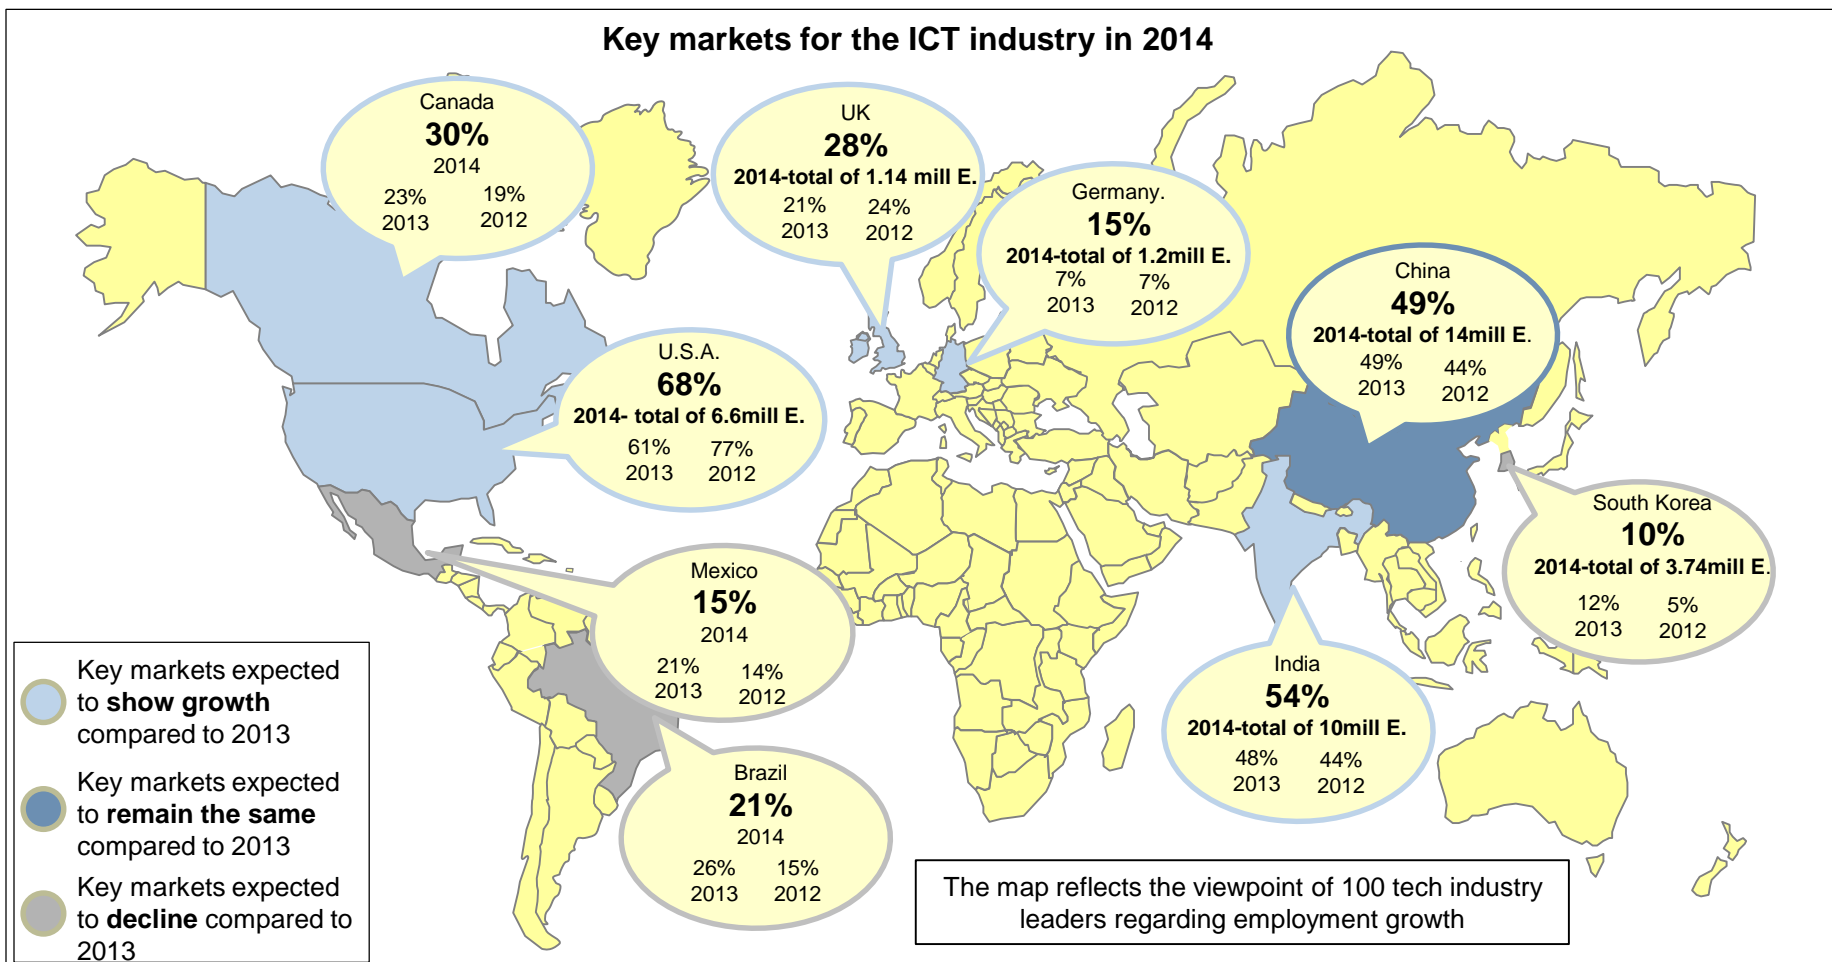 Key markets for the ICT industry in 2014
Canada
30%
2014
23% 19%
2013 2012
UK
28%
2014-total of 1.14 mill E.
21% 24%
2013 2012
Germany.
15%
2014-total of 1.2mill E.
7% 7%
2013 2012
China
49%
2014-total of 14mill E.
49% 44%
2013 2012
U.S.A.
68%
2014- total of 6.6mill E.
61% 77%
2013 2012
South Korea
10%
2014-total of 3.74mill E.
12% 5%
2013 2012
Mexico
15%
2014
21% 14%
2013 2012
India
54%
2014-total of 10mill E.
48% 44%
2013 2012
Brazil
21%
2014
26% 15%
2013 2012
Key markets expected
to show growth
compared to 2013
Key markets expected
to remain the same
compared to 2013
Key markets expected
to decline compared to
2013
The map reflects the viewpoint of 100 tech industry
leaders regarding employment growth